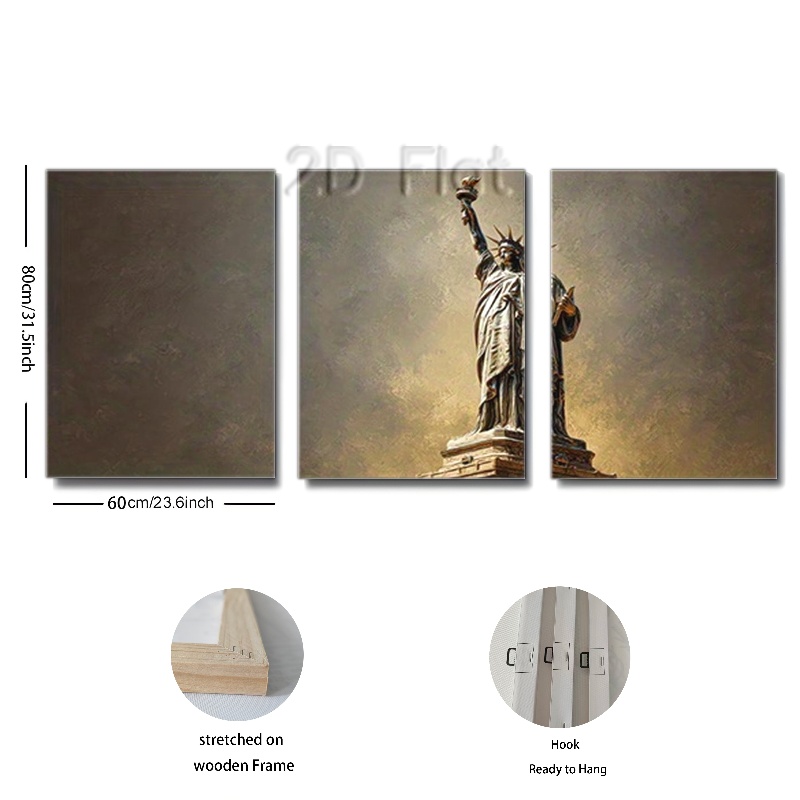 2D Flat
80cm/31.5inch
60cm/23.6inch
stretched on
wooden Frame
Hook
Ready to Hang